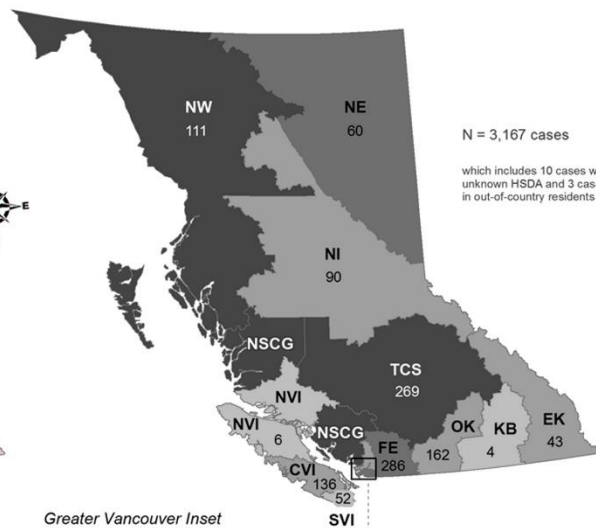 NW
111
NE
60
N = 3,167 cases
which includes 10 cases w
unknown HSDA and 3 cas
in out-of-country residents
E
NI
90
NSCG
TCS
269
NVI
NVI
6
NSCG
FE
286
OK
162
KB
4
EK
43
CVI
136
52
SVI
Greater Vancouver Inset